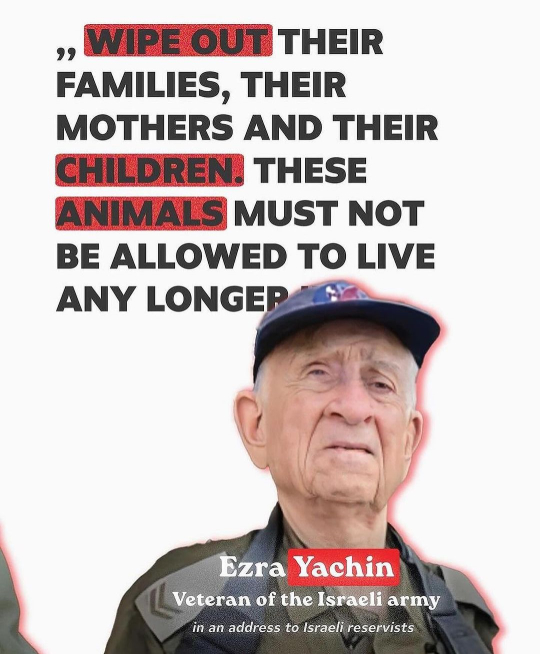 ,, WIPE OUT THEIR
FAMILIES, THEIR
MOTHERS AND THEIR
CHILDREN. THESE
ANIMALS MUST NOT
BE ALLOWED TO LIVE
ANY LONGER
Ezra Yachin
Veteran of the Israeli army
in an address to Israeli reservists